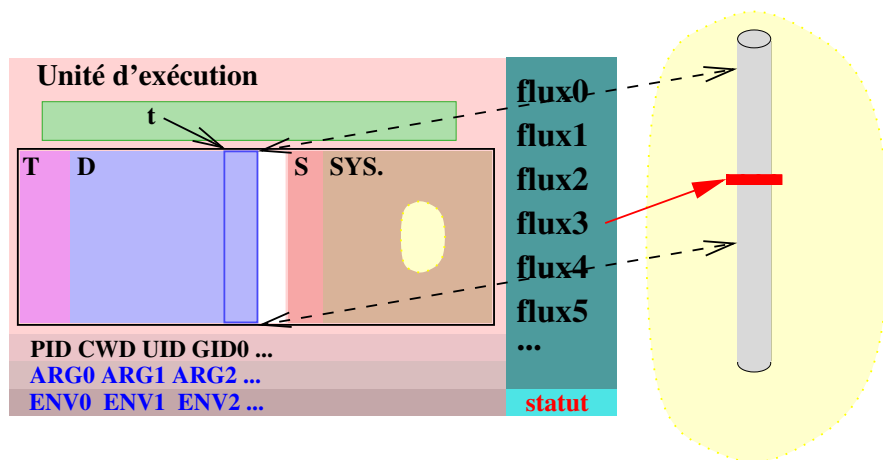 Unité d'exécution
t
T D S SYS.
PID CWD UID GID0 ...
ARG0 ARG1 ARG2 ...
ENV0 ENV1 ENV2 ...
flux0
flux1
flux2
flux3
flux4
flux5
...
statut